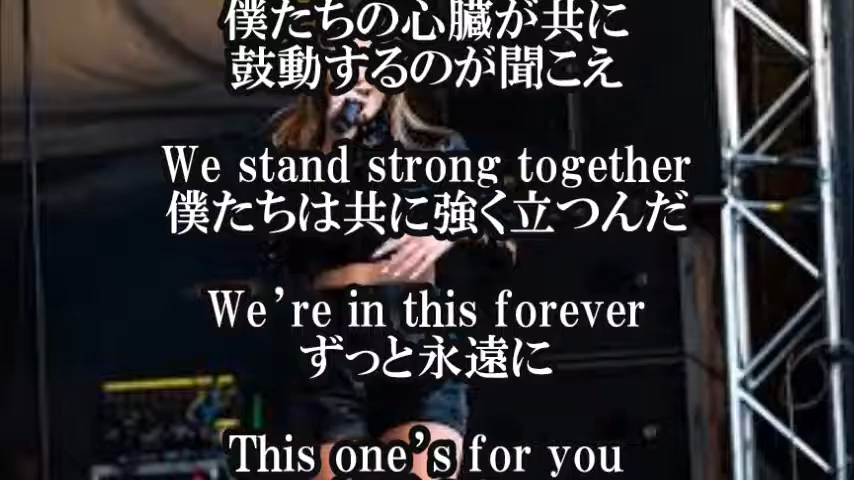 僕たちの心臓が共に
鼓動するのが聞こえ
We stand strong together
僕たちは共に強く立つんだ
We're in this forever
ずっと永遠に
This one's for you